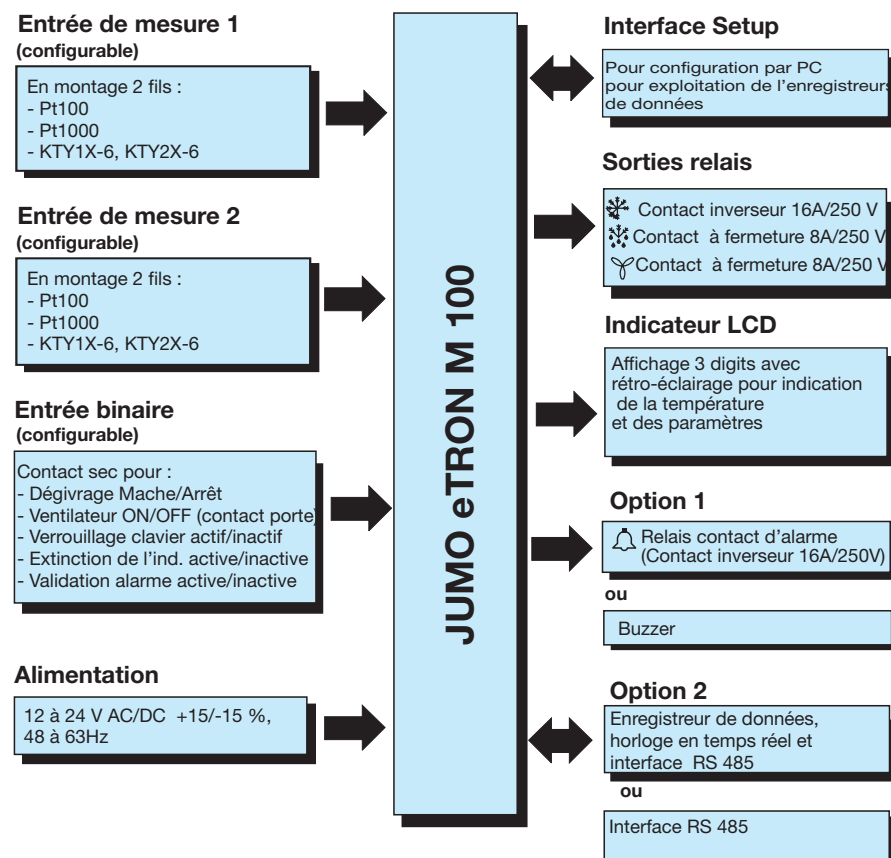 Entrée de mesure 1
(configurable)
En montage 2 fils :
- Pt100
- Pt1000
- KTY1X-6, KTY2X-6
Entrée de mesure 2
(configurable)
En montage 2 fils :
- Pt100
- Pt1000
- KTY1X-6, KTY2X-6
Entrée binaire
(configurable)
Contact sec pour :
- Dégivrage Mache/Arrêt
- Ventilateur ON/OFF (contact porte)
- Verrouillage clavier actif/inactif
- Extinction de l'ind. active/inactive
- Validation alarme active/inactive
Alimentation
12 à 24 V AC/DC +15/-15 %,
48 à 63Hz
JUMO eTRON M 100
Interface Setup
Pour configuration par PC
pour exploitation de l'enregistreurs
de données
Sorties relais
Contact inverseur 16A/250 V
Contact à fermeture 8A/250 V
Contact à fermeture 8A/250 V
Indicateur LCD
Affichage 3 digits avec
rétro-éclairage pour indication
de la température
et des paramètres
Option 1
Relais contact d'alarme
(Contact inverseur 16A/250V)
ou
Buzzer
Option 2
Enregistreur de données,
horloge en temps réel et
interface RS 485
ou
Interface RS 485